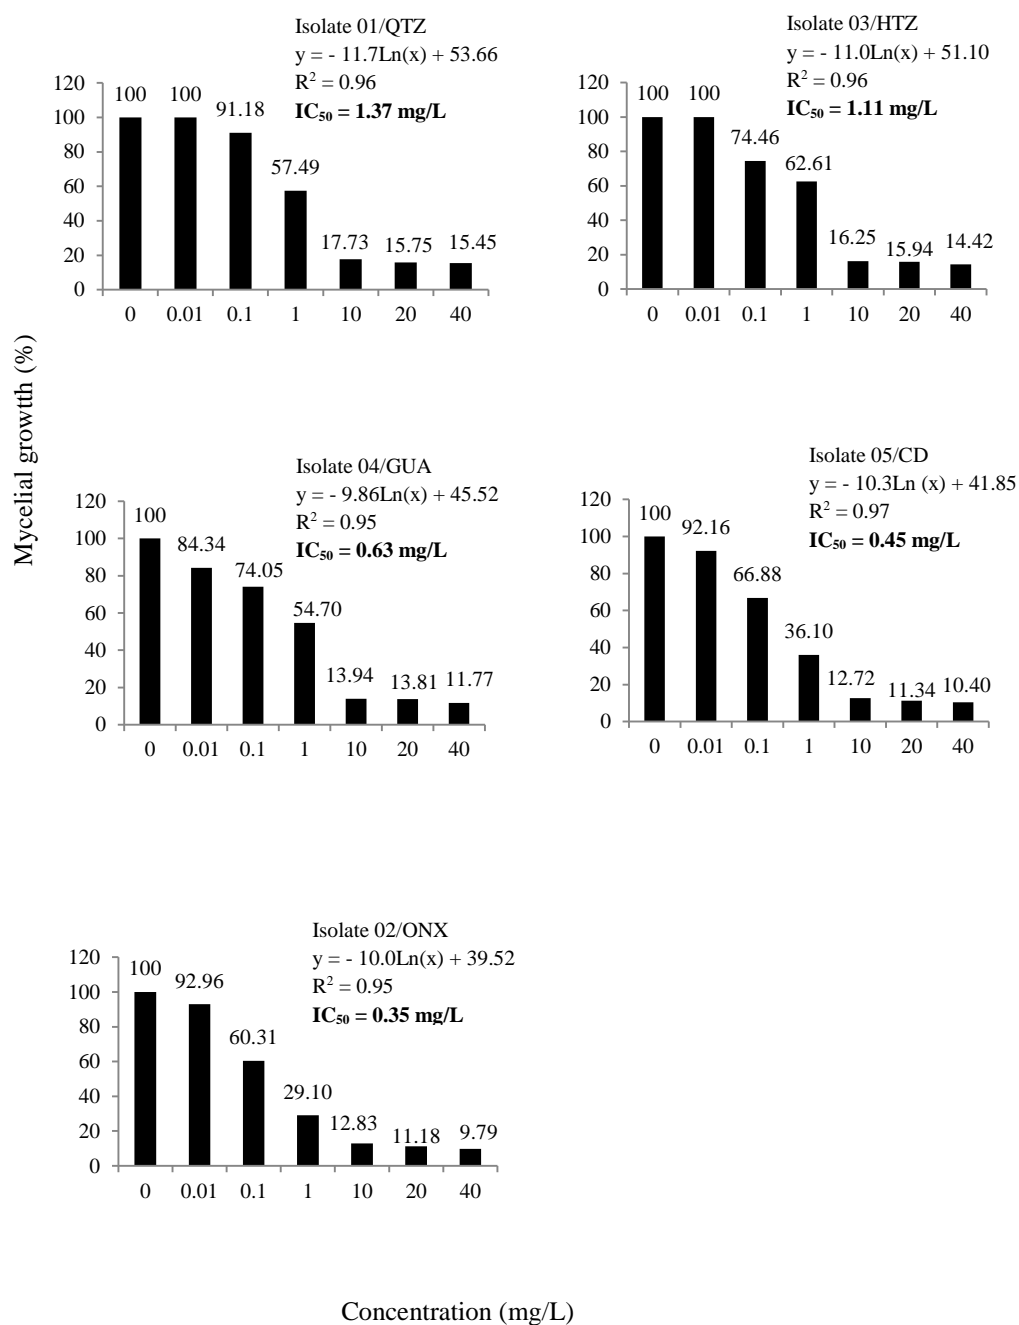 Isolate 01/QTZ
y = - 11.7Ln(x) + 53.66
R² = 0.96
IC₅₀ = 1.37 mg/L
120
100
80
60
40
20
0
100
100
91.18
57.49
17.73
15.75
15.45
0 0.01 0.1 1 10 20 40
Isolate 03/HTZ
y = - 11.0Ln(x) + 51.10
R² = 0.96
IC₅₀ = 1.11 mg/L
120
100
80
60
40
20
0
100
100
74.46
62.61
16.25
15.94
14.42
0 0.01 0.1 1 10 20 40
Mycelial growtth (%)
Isolate 04/GUA
y = - 9.86Ln(x) + 45.52
R² = 0.95
IC₅₀ = 0.63 mg/L
120
100
80
60
40
20
0
100
84.34
74.05
54.70
13.94
13.81
11.77
0 0.01 0.1 1 10 20 40
Isolate 05/CD
y = - 10.3Ln (x) + 41.85
R² = 0.97
IC₅₀ = 0.45 mg/L
120
100
80
60
40
20
0
100
92.16
66.88
36.10
12.72
11.34
10.40
0 0.01 0.1 1 10 20 40
Isolate 02/ONX
y = - 10.0Ln(x) + 39.52
R² = 0.95
IC₅₀ = 0.35 mg/L
120
100
80
60
40
20
0
100
92.96
60.31
29.10
12.83
11.18
9.79
0 0.01 0.1 1 10 20 40
Concentration (mg/L)